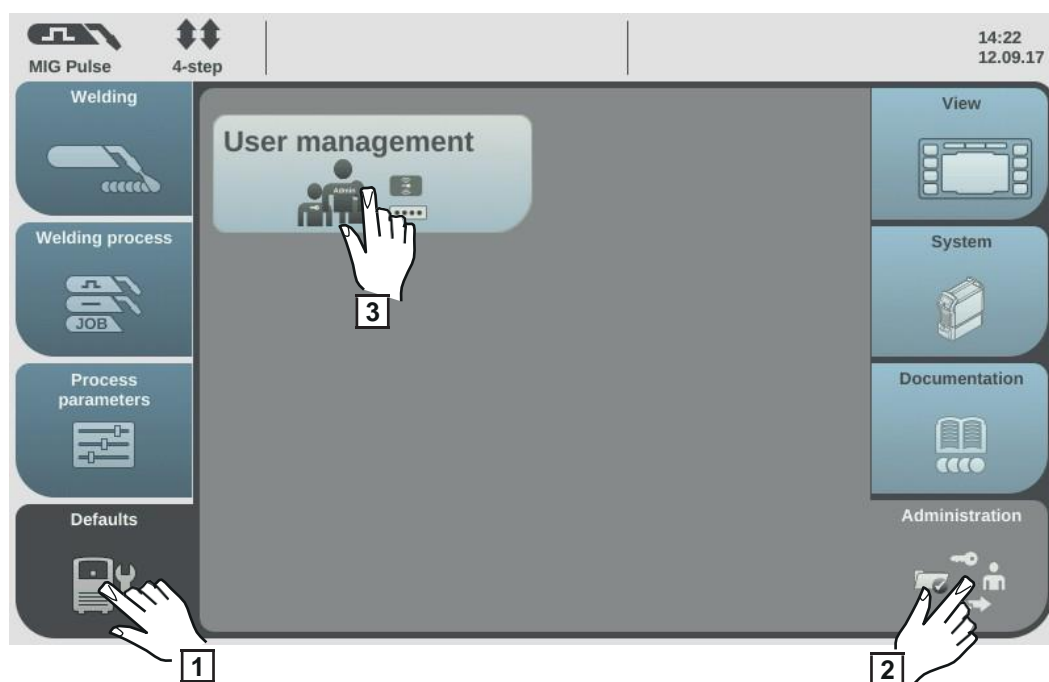 MIG Pulse
4-step
14:22
12.09.17
Welding
Welding process
JOB
Process
parameters
Defaults
User management
Admin
3
View
System
Documentation
Administration
1
2